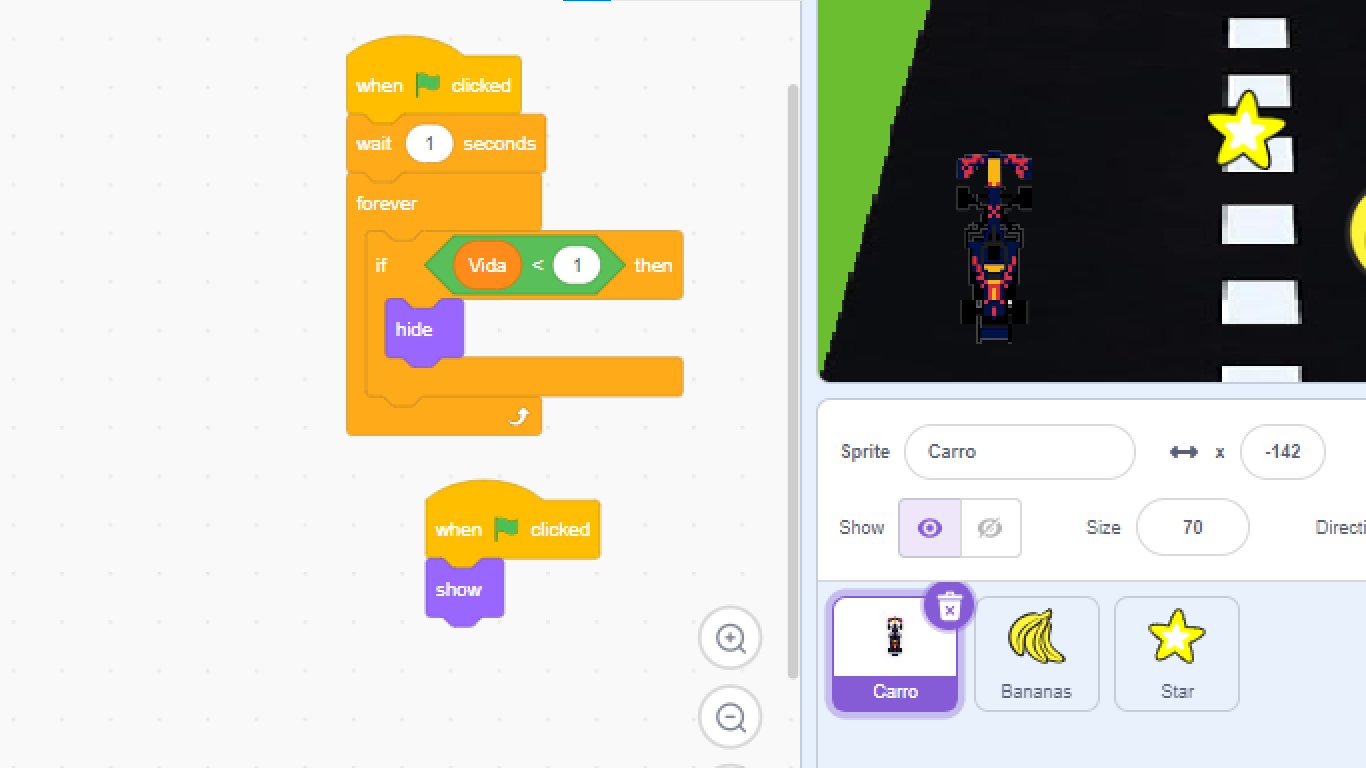 when clicked
wait 1 seconds
forever
if Vida < 1 then
hide
when clicked
show
Sprite Carro x -142
Show Size 70 Directi
Carro Bananas Star